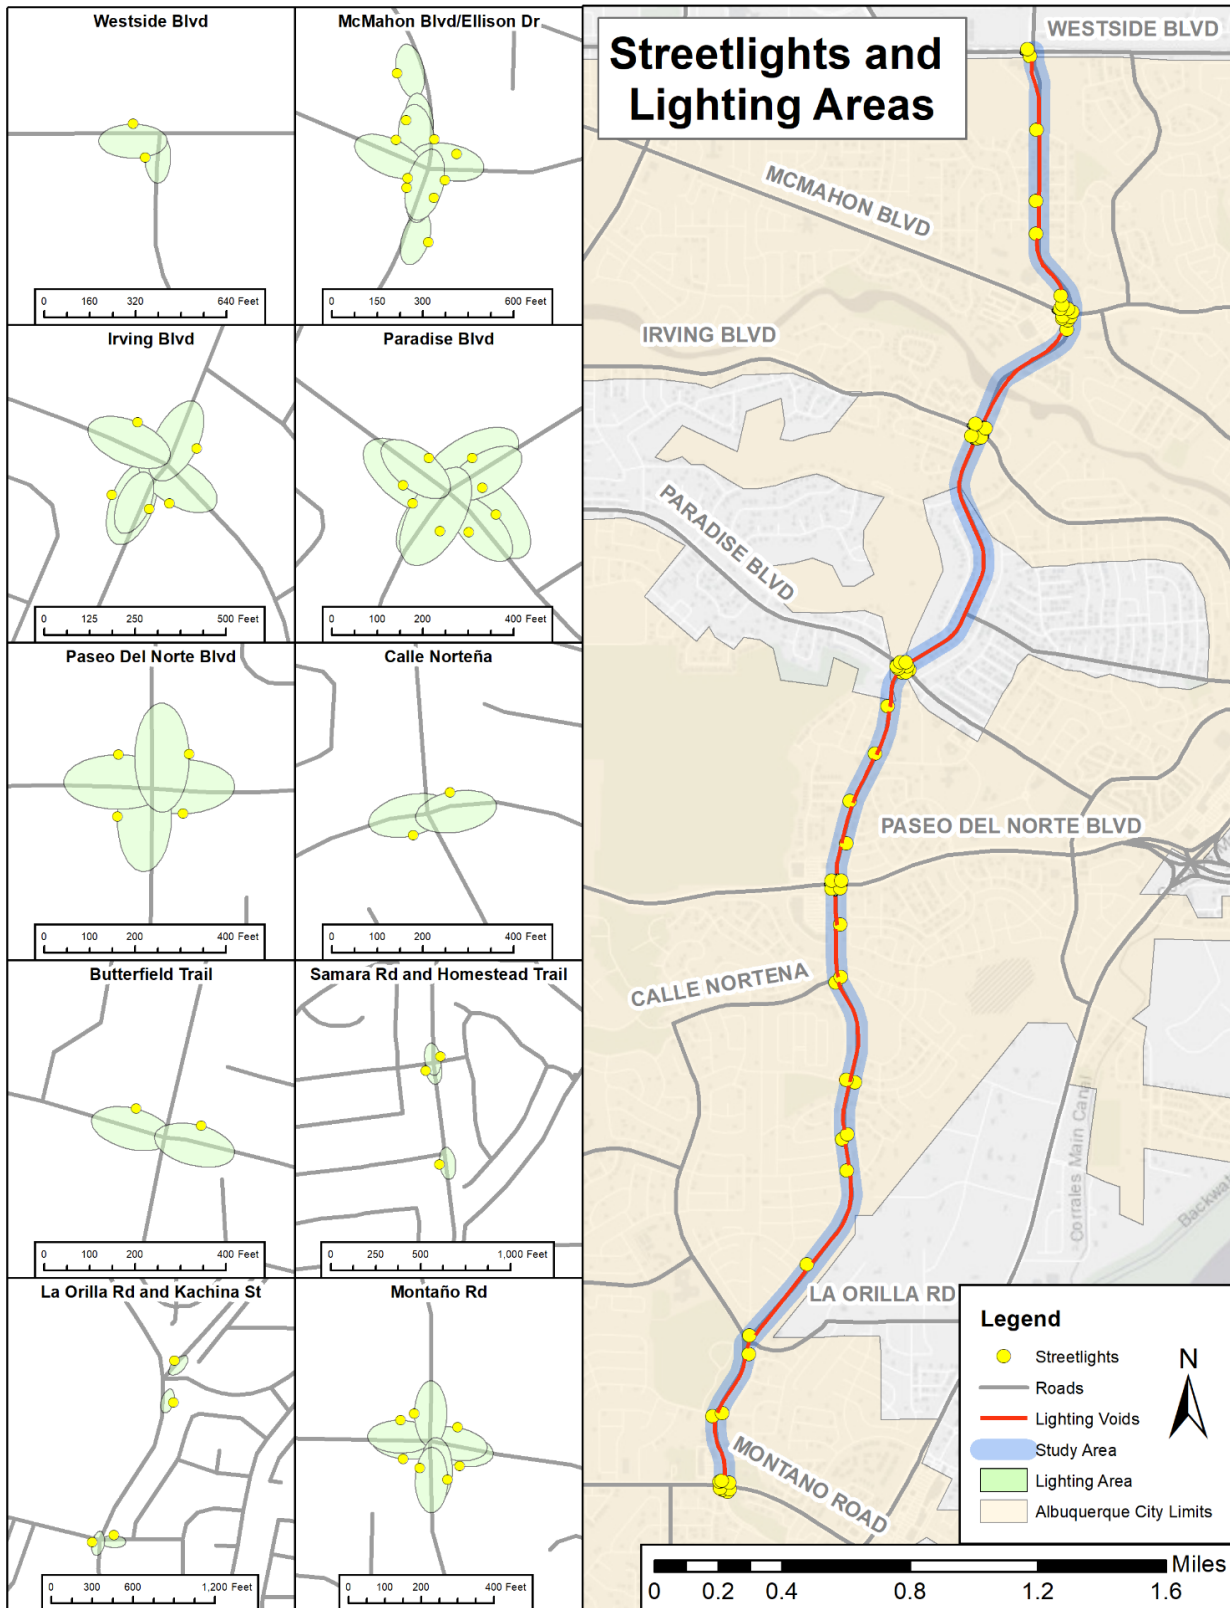 Westside Blvd
0 160 320 640 Feet
McMahon Blvd/Ellison Dr
0 150 300 600 Feet
Irving Blvd
0 125 250 500 Feet
Paradise Blvd
0 100 200 400 Feet
Paseo Del Norte Blvd
0 100 200 400 Feet
Calle Norteña
0 100 200 400 Feet
Butterfield Trail
0 100 200 400 Feet
Samara Rd and Homestead Trail
0 250 500 1,000 Feet
La Orilla Rd and Kachina St
0 300 600 1,200 Feet
Montaño Rd
0 100 200 400 Feet
Streetlights and
Lighting Areas
WESTSIDE BLVD
MCMAHON BLVD
IRVING BLVD
PARADISE BLVD
PASEO DEL NORTE BLVD
CALLE NORTENA
Corrales Main Canal
LA ORILLA RD
MONTANO ROAD
Legend
Streetlights
Roads
Lighting Voids
Study Area
Lighting Area
Albuquerque City Limits
N
Miles
0 0.2 0.4 0.8 1.2 1.6